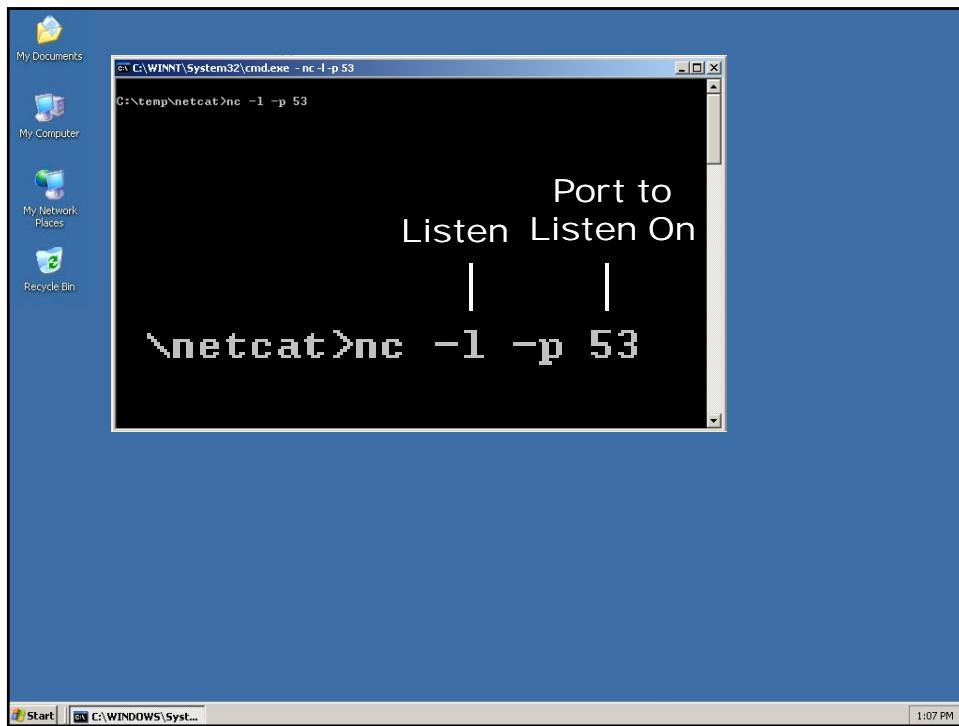 My Documents
My Computer
My Network
Places
Recycle Bin
C:\WINNT\System32\cmd.exe - nc -l -p 53
C:\temp\netcat>nc -l -p 53
Port to
Listen Listen On
\netcat>nc -l -p 53
Start
C:\WINDOWS\Syst...
1:07 PM